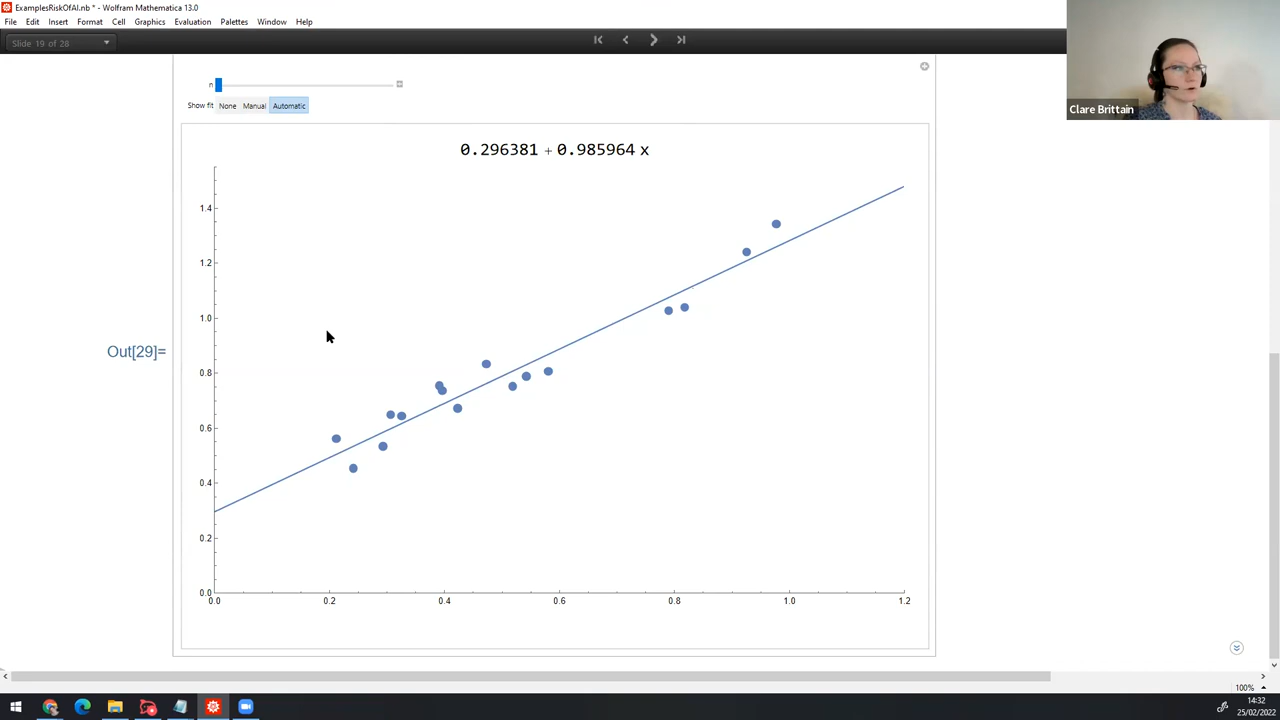 ExamplesRiskOfAI.nb * - Wolfram Mathematica 13.0
File Edit Insert Format Cell Graphics Evaluation Palettes Window Help
Slide 19 of 28
Clare Brittain
n
Show fit None Manual Automatic
0.296381 + 0.985964 x
1.4
1.2
1.0
Out[29]=
0.8
0.6
0.4
0.2
0.0
0.0 0.2 0.4 0.6 0.8 1.0 1.2
100%
14:32
25/02/2022